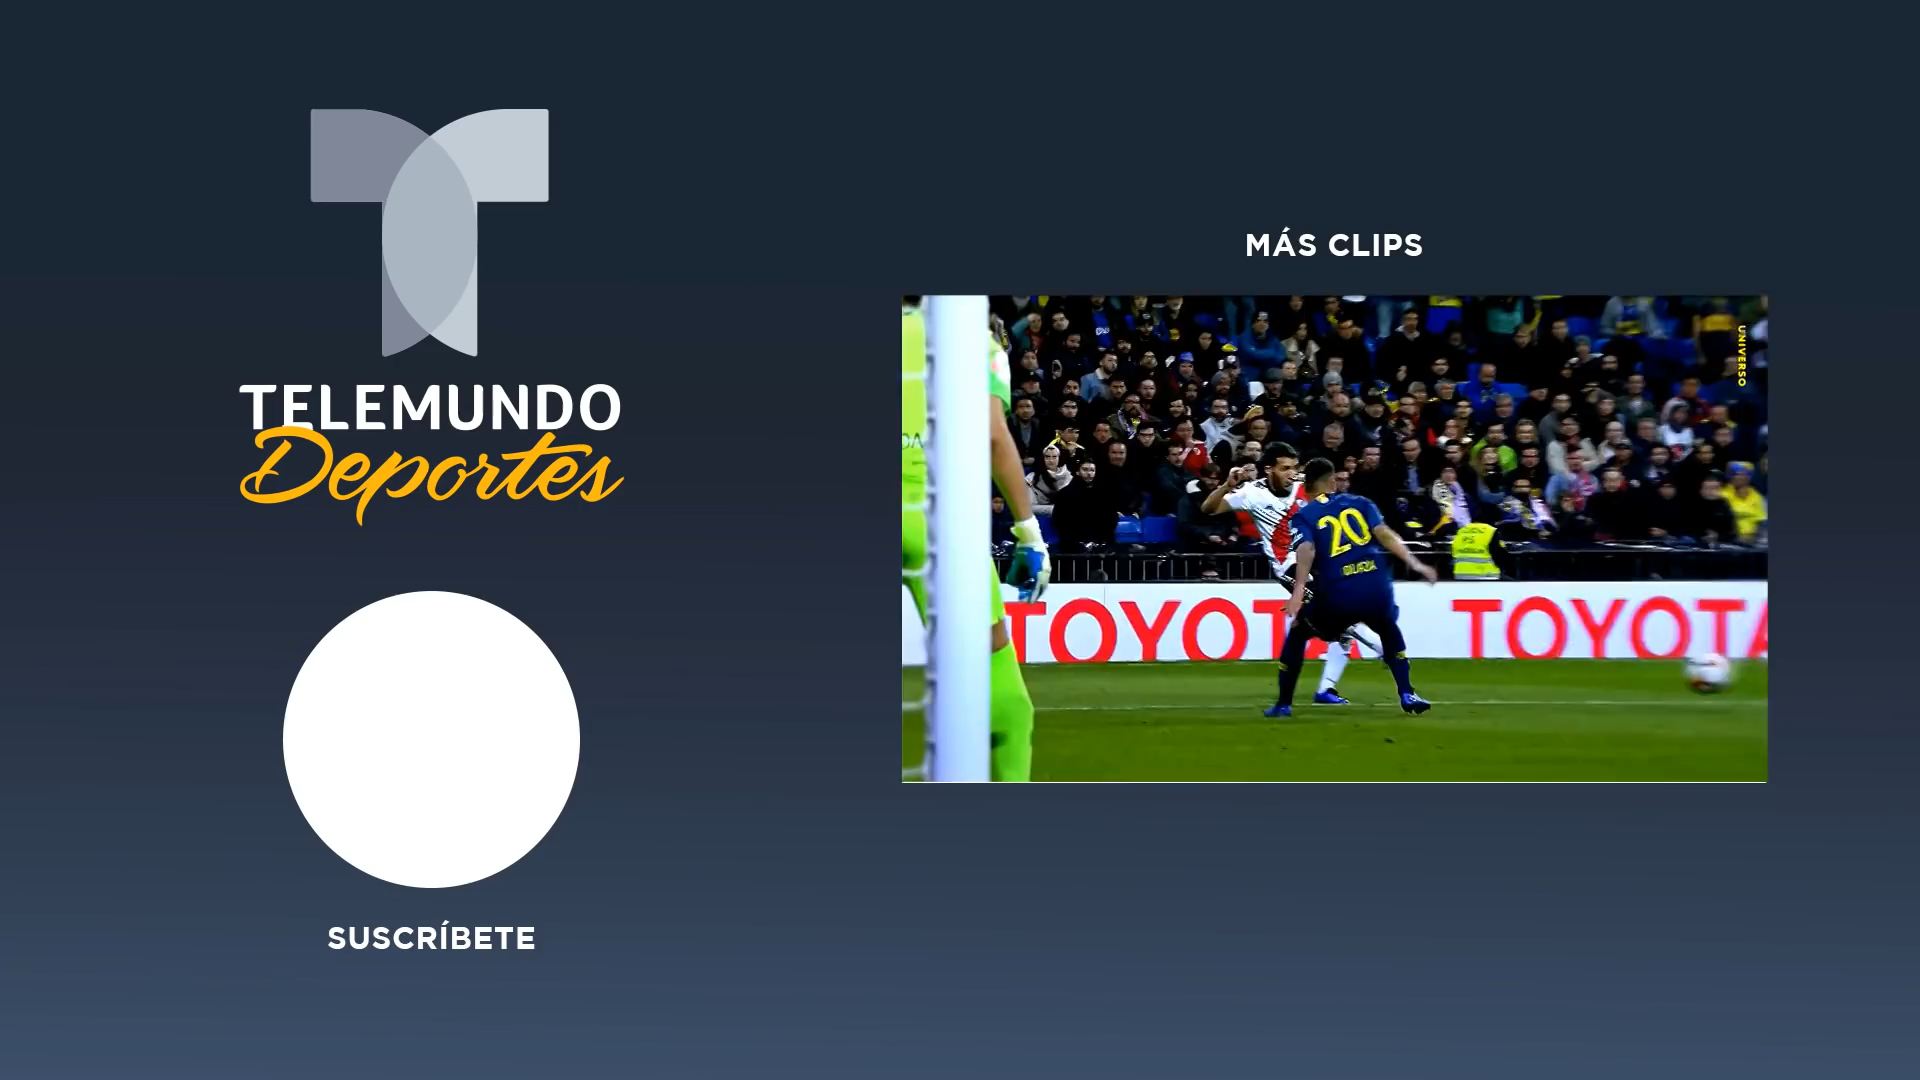 TELEMUNDO
Deportes
SUSCRÍBETE
MÁS CLIPS
UNIVERSO
20
TOYOTA
TOYOTA